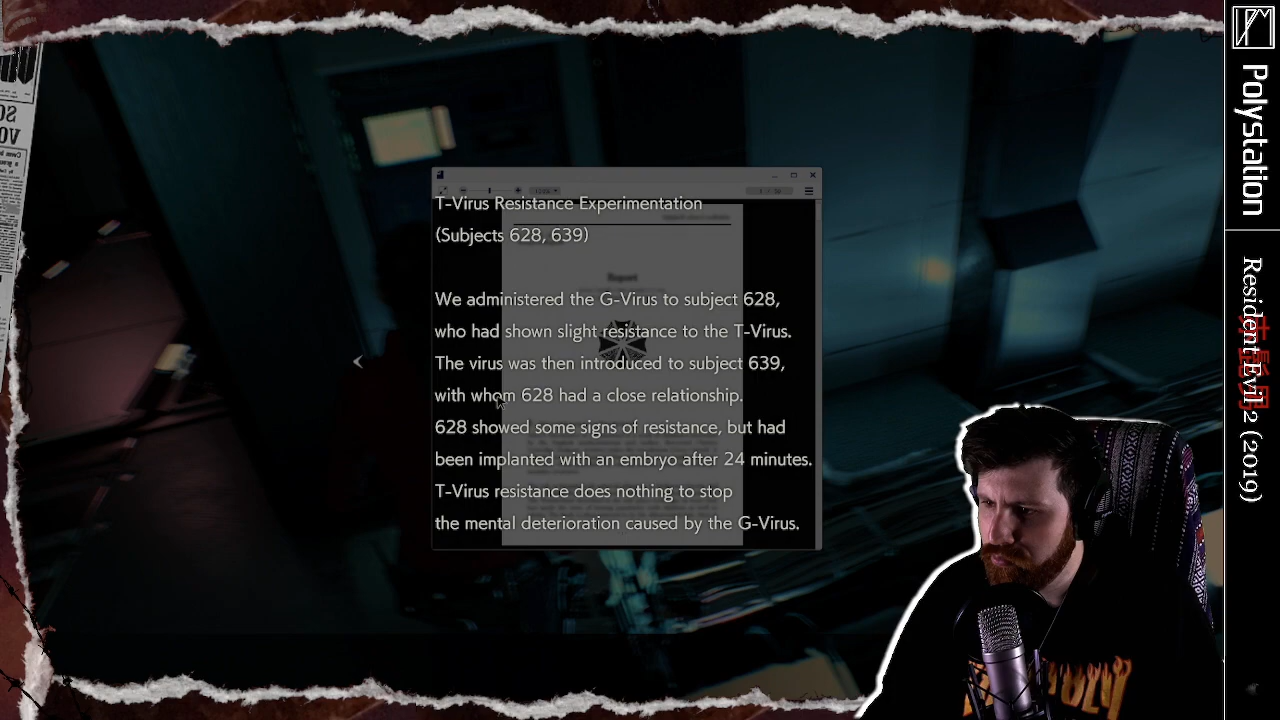 T-Virus Resistance Experimentation
(Subjects 628, 639)
We administered the G-Virus to subject 628,
who had shown slight resistance to the T-Virus.
The virus was then introduced to subject 639,
with whom 628 had a close relationship.
628 showed some signs of resistance, but had
been implanted with an embryo after 24 minutes.
T-Virus resistance does nothing to stop
the mental deterioration caused by the G-Virus.
Report
Polystation
Resident Evil 2 (2019)